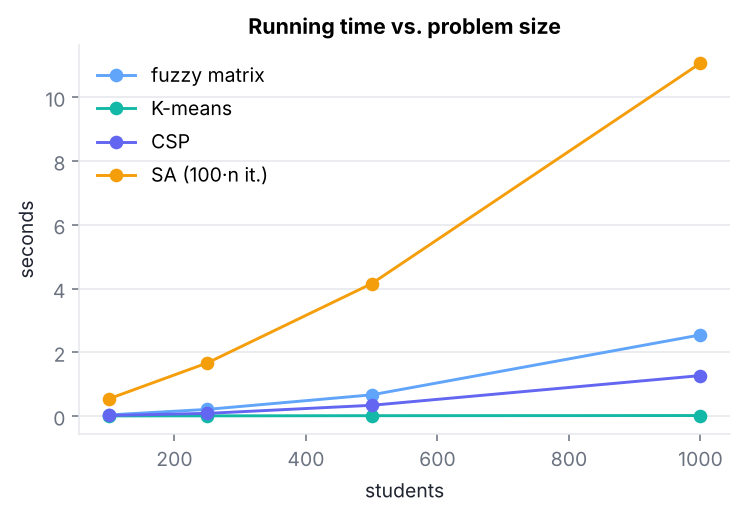 Running time vs. problem size
fuzzy matrix
K-means
CSP
SA (100·n it.)
seconds
10
8
6
4
2
0
200 400 600 800 1000
students